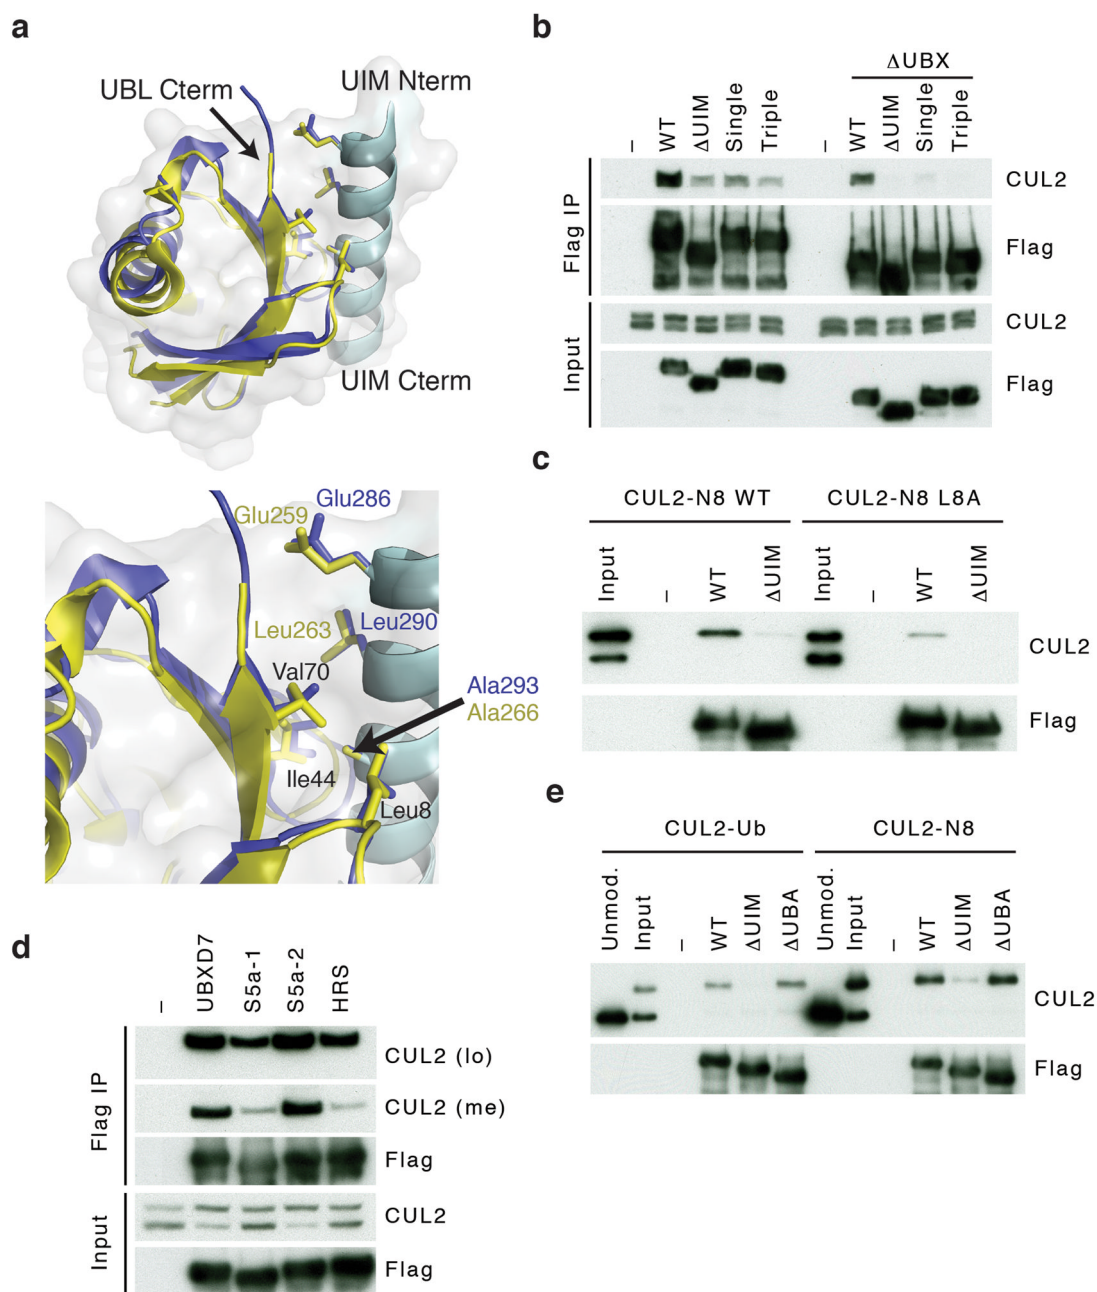 a
UBL Cterm
UIM Nterm
UIM Cterm
Glu286
Glu259
Leu263
Leu290
Val70
Ala293
Ala266
Ile44
Leu8
b
ΔUBX
– WT ΔUIM Single Triple – WT ΔUIM Single Triple
Flag IP
CUL2
Flag
Input
CUL2
Flag
c
CUL2-N8 WT CUL2-N8 L8A
Input – WT ΔUIM Input – WT ΔUIM
CUL2
Flag
d
– UBXD7 S5a-1 S5a-2 HRS
Flag IP
CUL2 (lo)
CUL2 (me)
Flag
Input
CUL2
Flag
e
CUL2-Ub CUL2-N8
Unmod. Input – WT ΔUIM ΔUBA Unmod. Input – WT ΔUIM ΔUBA
CUL2
Flag